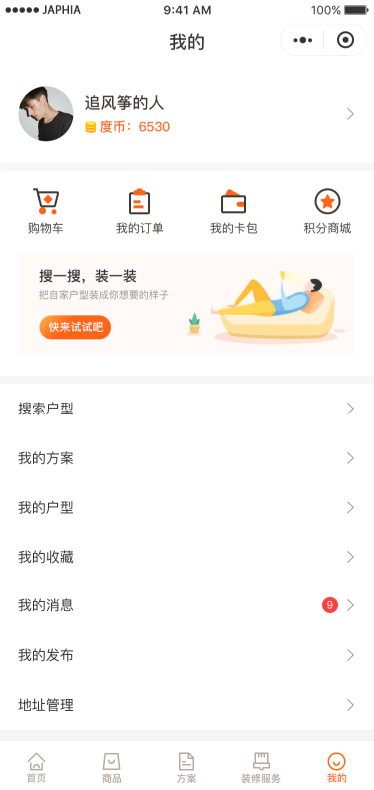 JAPHIA 9:41 AM 100%
我的
追风筝的人
度币：6530
购物车 我的订单 我的卡包 积分商城
搜一搜，装一装
把自家户型装成你想要的样子
快来试试吧
搜索户型
我的方案
我的户型
我的收藏
我的消息 9
我的发布
地址管理
首页 商品 方案 装修服务 我的